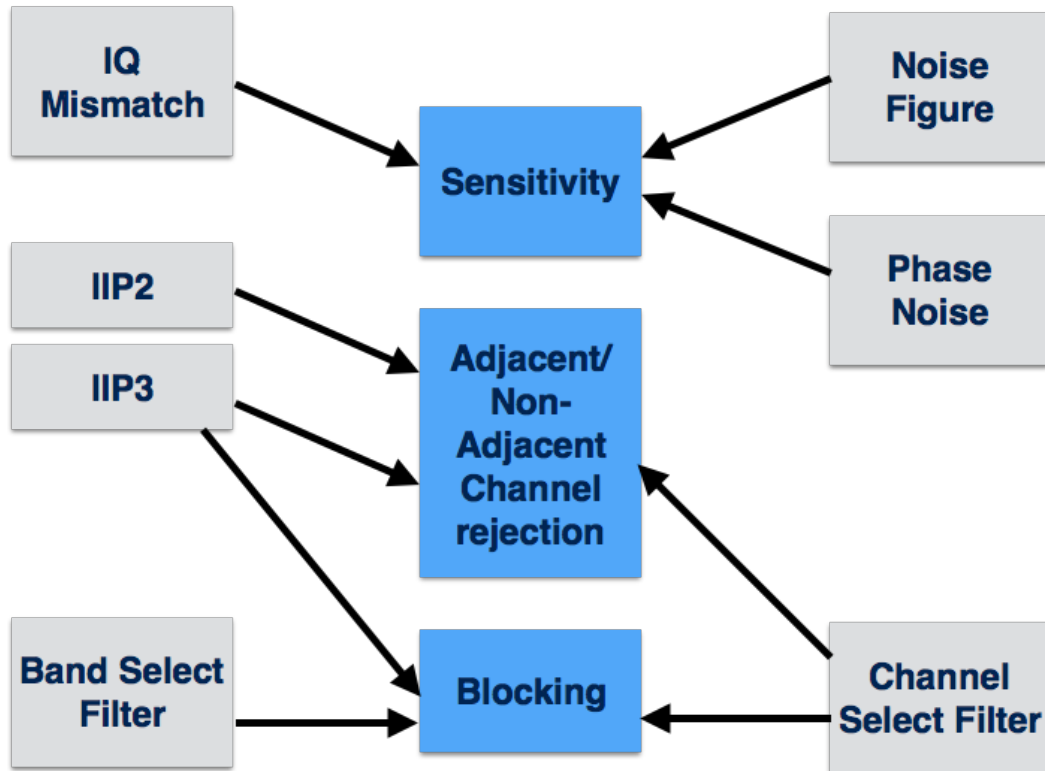 IQ
Mismatch
Noise
Figure
Sensitivity
Phase
Noise
IIP2
IIP3
Adjacent/
Non-
Adjacent
Channel
rejection
Band Select
Filter
Blocking
Channel
Select Filter